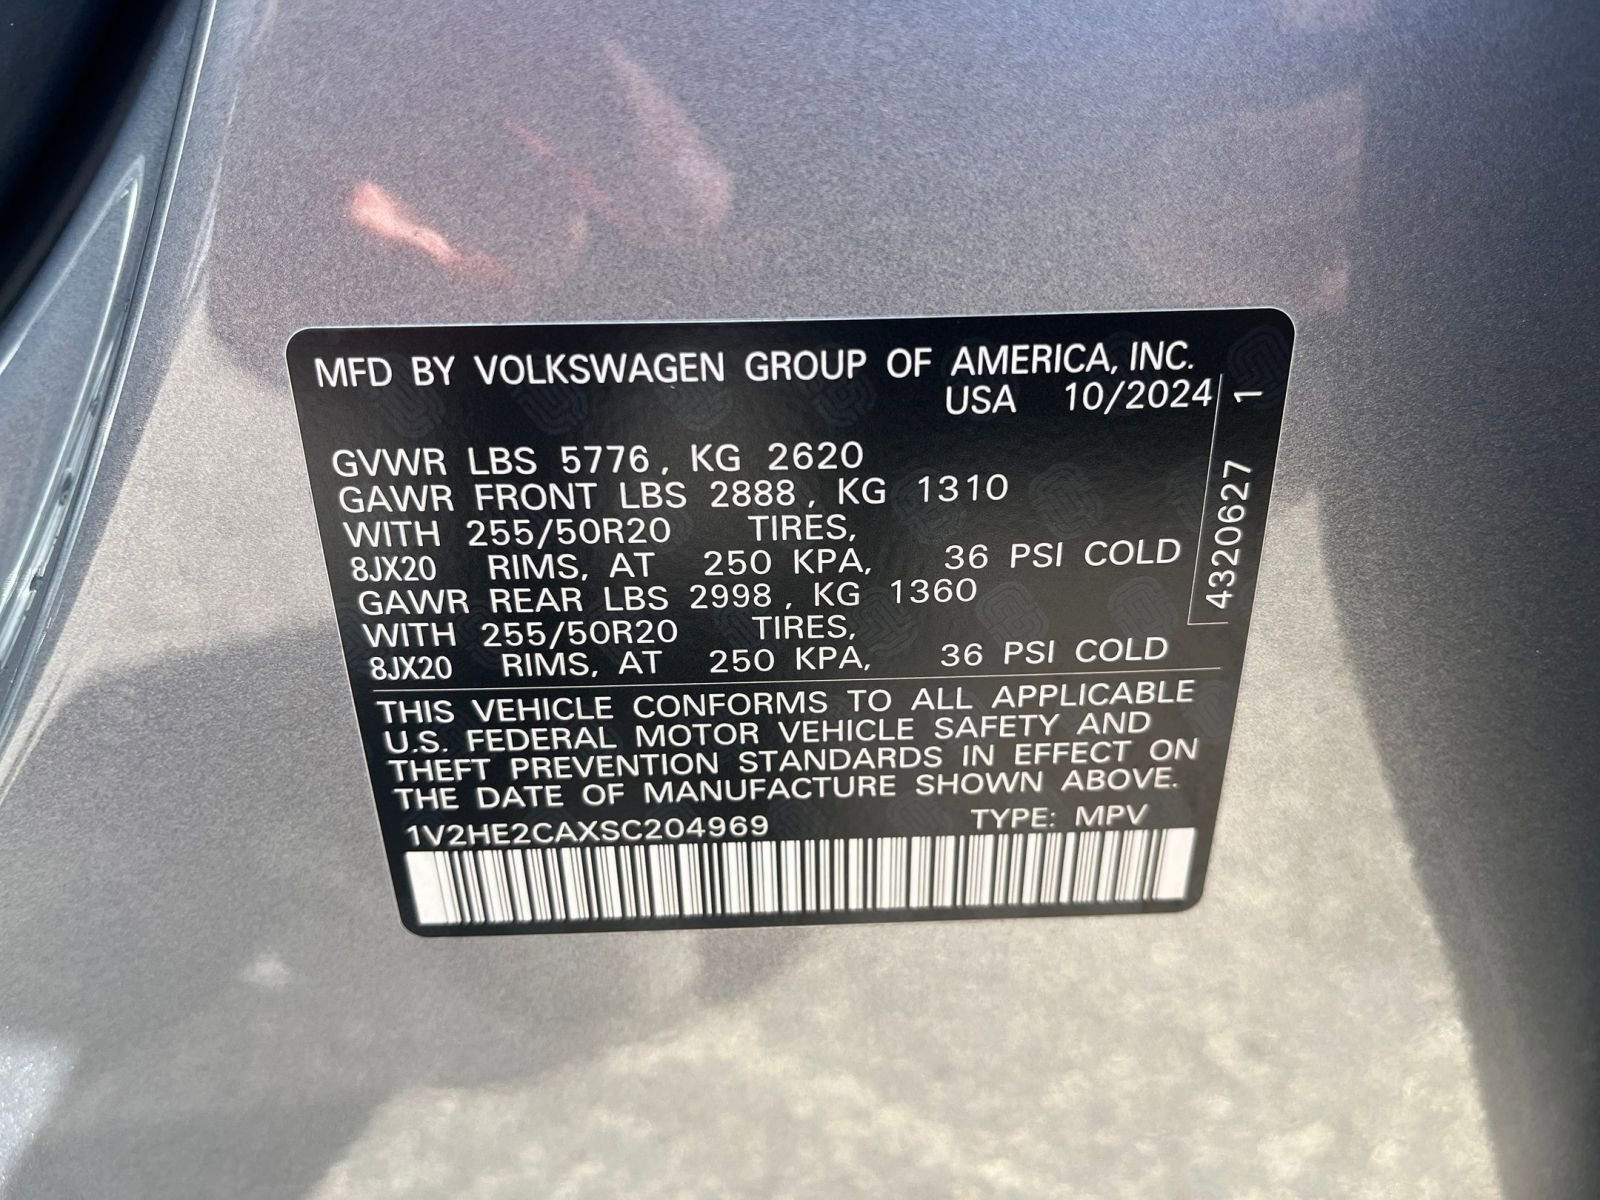 MFD BY VOLKSWAGEN GROUP OF AMERICA, INC.
USA 10/2024
GVWR LBS 5776, KG 2620
GAWR FRONT LBS 2888, KG 1310
WITH 255/50R20 TIRES,
8JX20 RIMS, AT 250 KPA, 36 PSI COLD
GAWR REAR LBS 2998, KG 1360
WITH 255/50R20 TIRES,
8JX20 RIMS, AT 250 KPA, 36 PSI COLD
THIS VEHICLE CONFORMS TO ALL APPLICABLE
U.S. FEDERAL MOTOR VEHICLE SAFETY AND
THEFT PREVENTION STANDARDS IN EFFECT ON
THE DATE OF MANUFACTURE SHOWN ABOVE.
1V2HE2CAXSC204969 TYPE: MPV
43206627 1